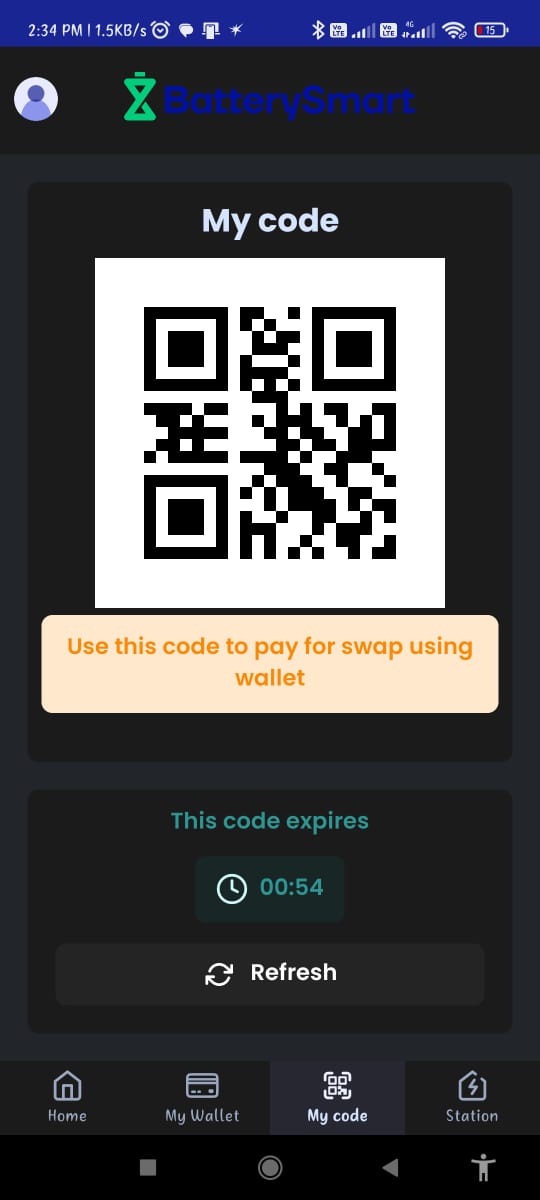 2:34 PM | 1.5KB/s
Vo LTE
Vo LTE
4G
15
BatterySmart
My code
Use this code to pay for swap using
wallet
This code expires
00:54
Refresh
Home
My Wallet
My code
Station